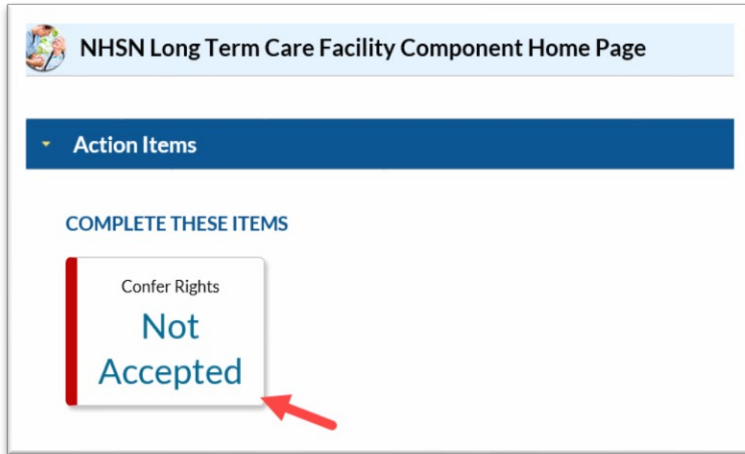 NHSN Long Term Care Facility Component Home Page
Action Items
COMPLETE THESE ITEMS
Confer Rights
Not
Accepted